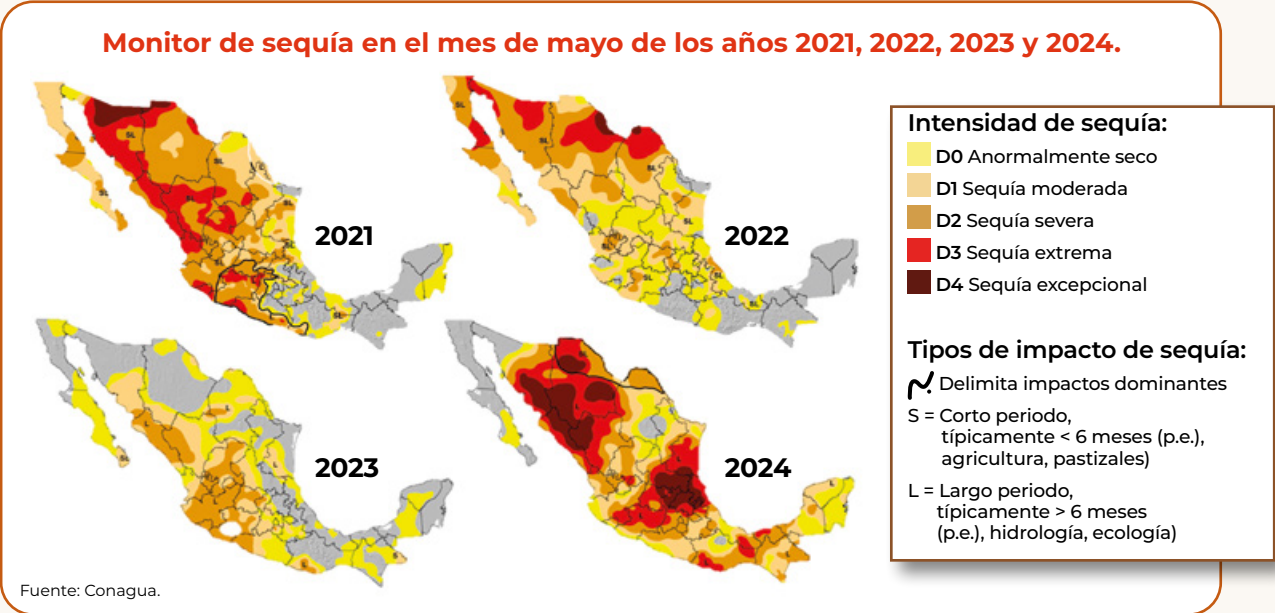 Monitor de sequía en el mes de mayo de los años 2021, 2022, 2023 y 2024.
2021
2022
2023
2024
Intensidad de sequía:
D0 Anormalmente seco
D1 Sequía moderada
D2 Sequía severa
D3 Sequía extrema
D4 Sequía excepcional
Tipos de impacto de sequía:
Delimita impactos dominantes
S = Corto periodo,
típicamente < 6 meses (p.e.),
agricultura, pastizales)
L = Largo periodo,
típicamente > 6 meses
(p.e.), hidrología, ecología)
Fuente: Conagua.